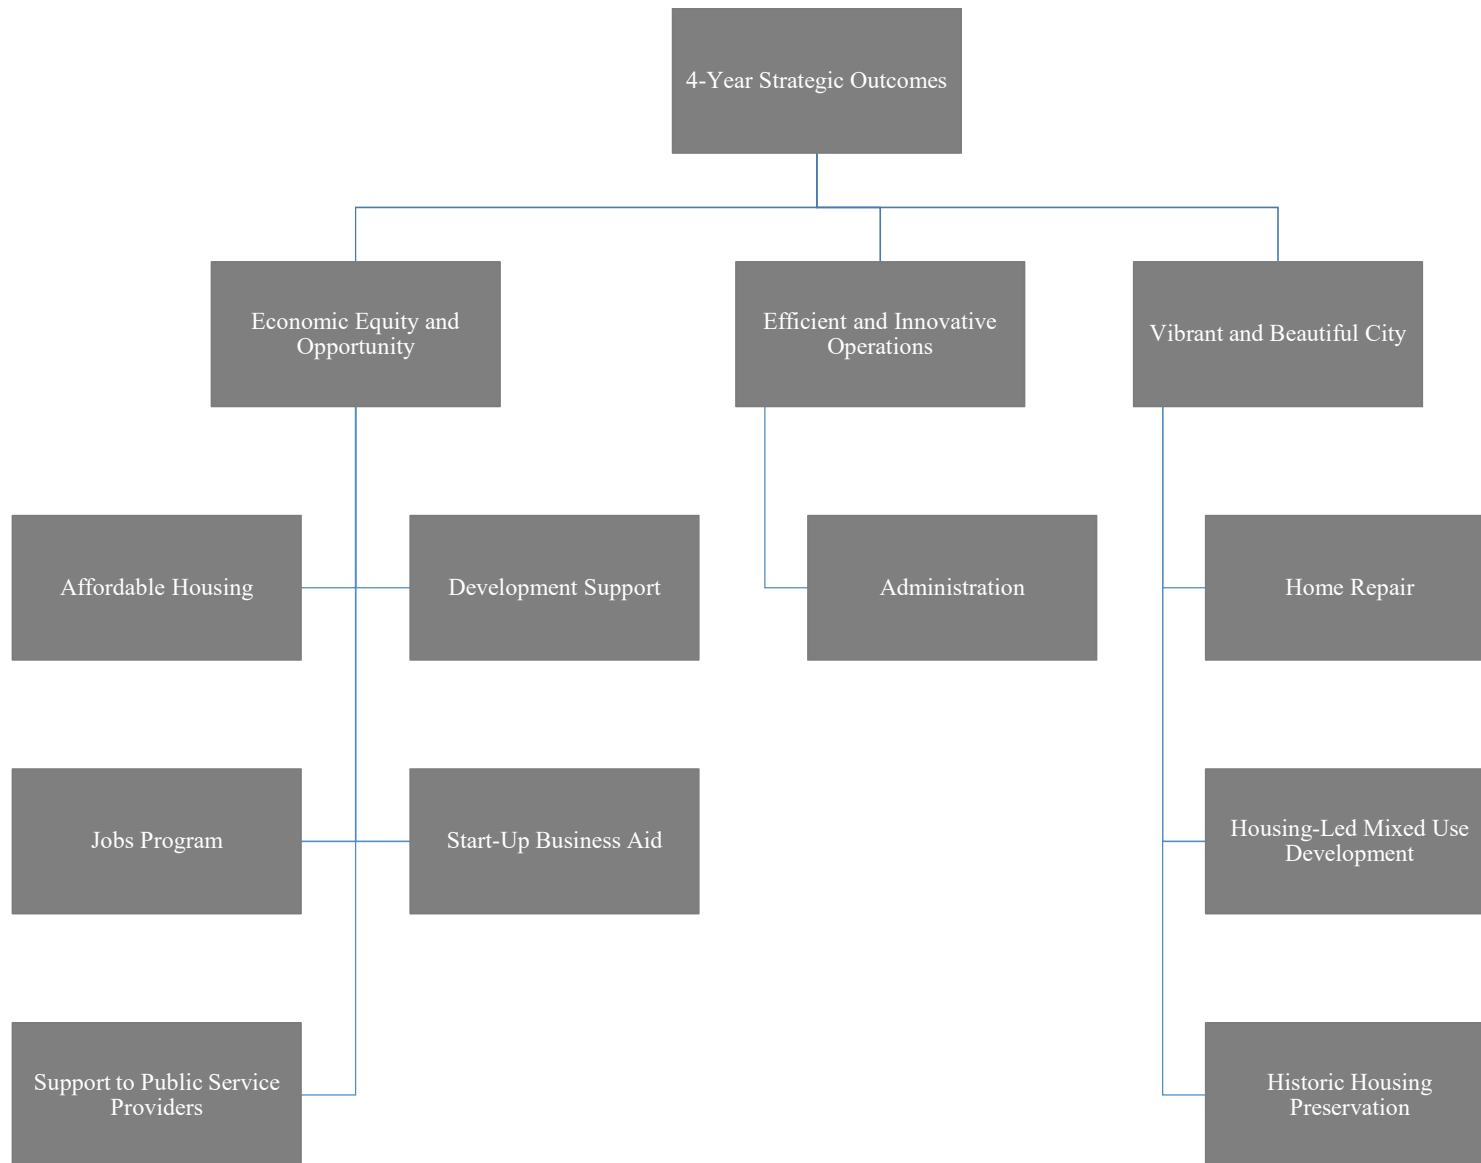 4-Year Strategic Outcomes
Economic Equity and
Opportunity
Efficient and Innovative
Operations
Vibrant and Beautiful City
Affordable Housing
Development Support
Administration
Home Repair
Jobs Program
Start-Up Business Aid
Housing-Led Mixed Use
Development
Support to Public Service
Providers
Historic Housing
Preservation